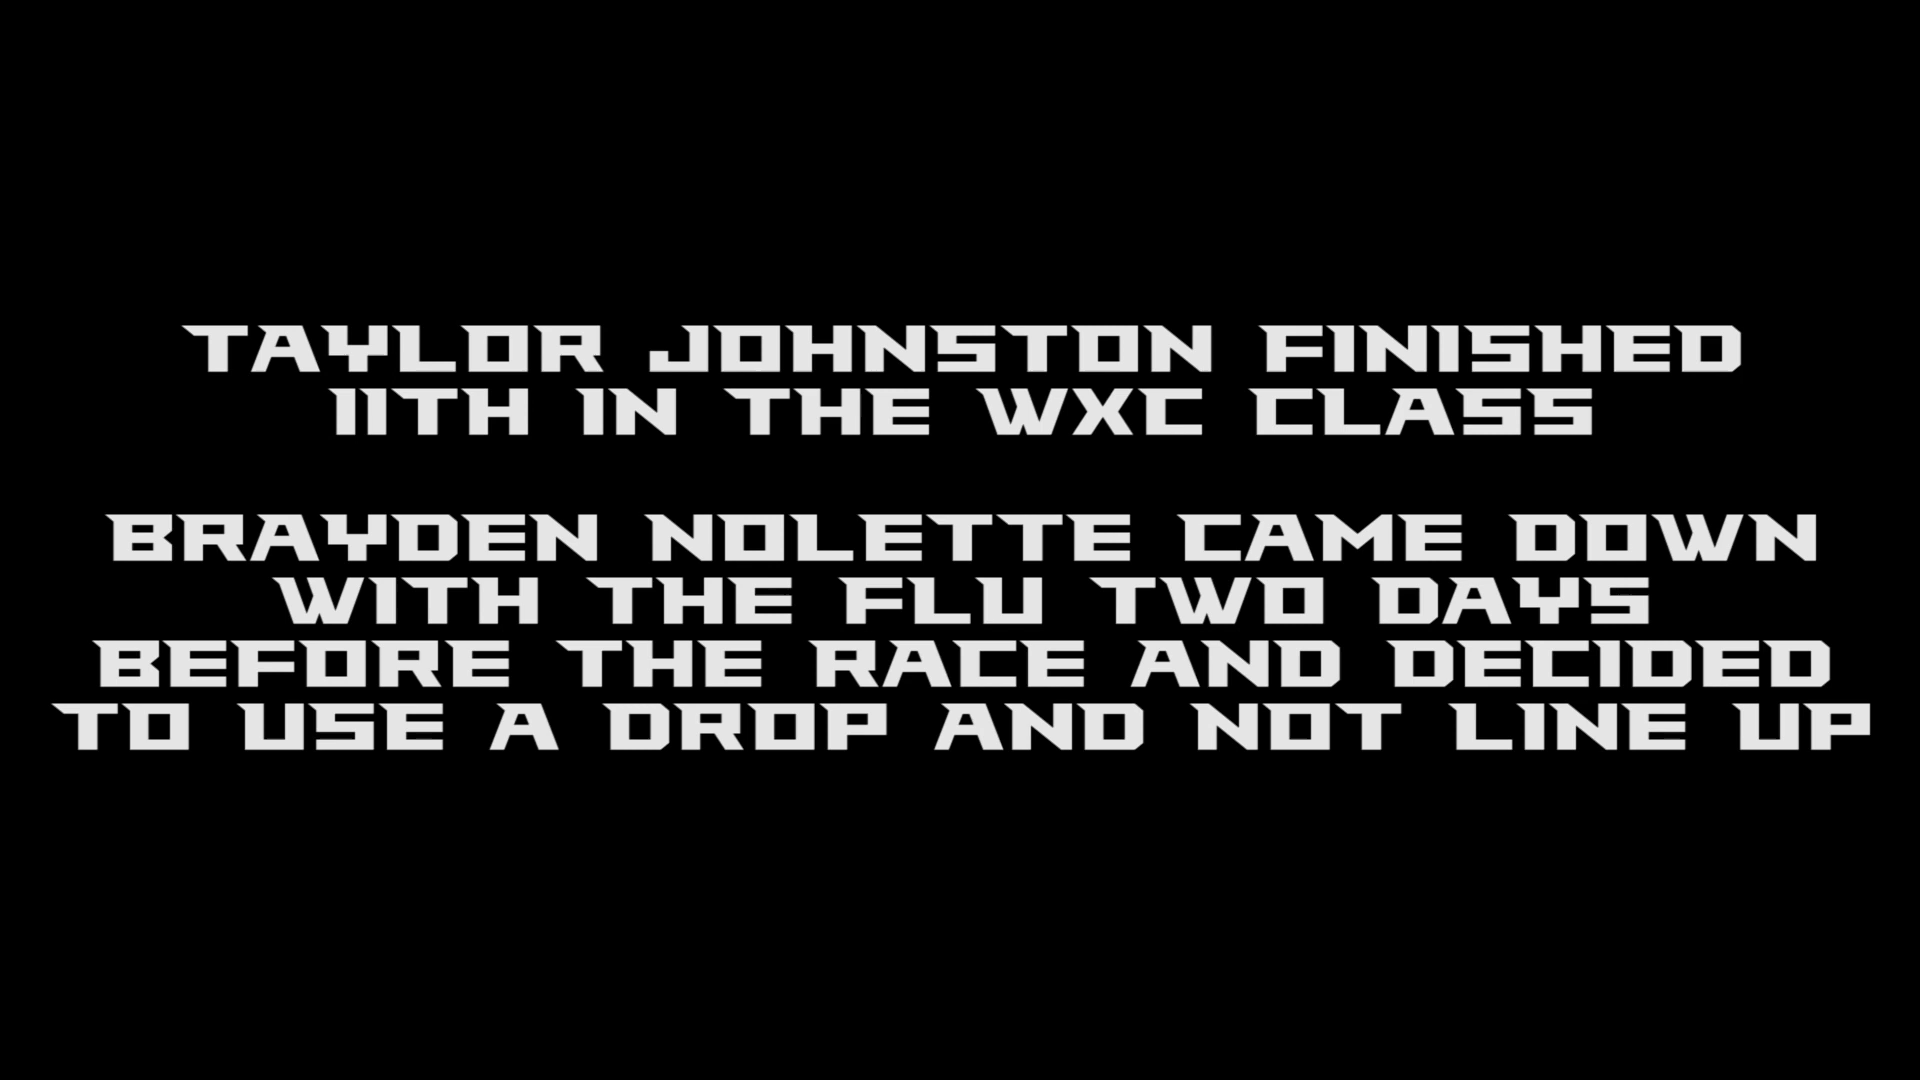 TAYLOR JOHNSTON FINISHED
11TH IN THE WXC CLASS
BRAYDEN NOLETTE CAME DOWN
WITH THE FLU TWO DAYS
BEFORE THE RACE AND DECIDED
TO USE A DROP AND NOT LINE UP